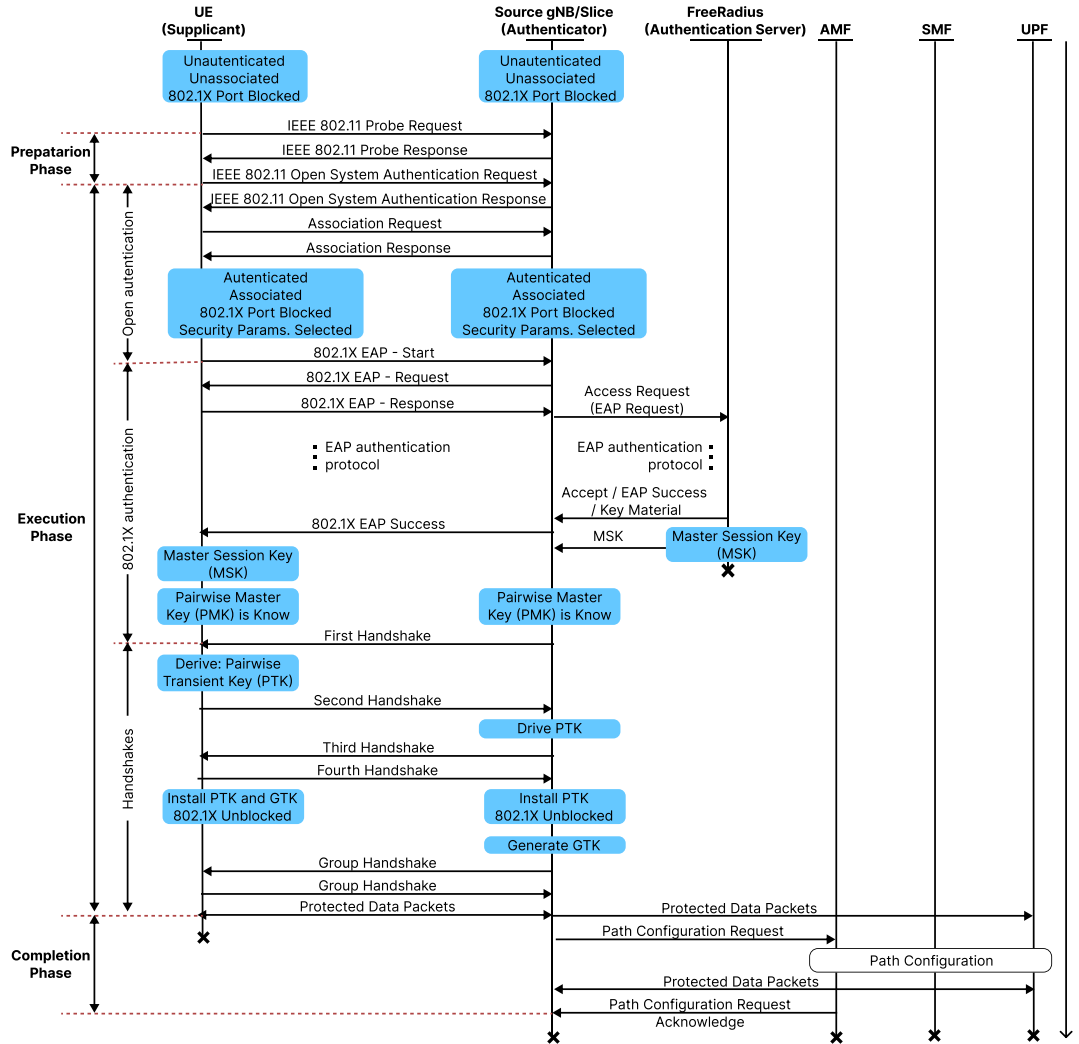 UE
(Supplicant)
Source gNB/Slice
(Authenticator)
FreeRadius
(Authentication Server)
AMF
SMF
UPF
Unautenticated
Unassociated
802.1X Port Blocked
Unautenticated
Unassociated
802.1X Port Blocked
Prepatarion
Phase
IEEE 802.11 Probe Request
IEEE 802.11 Probe Response
IEEE 802.11 Open System Authentication Request
IEEE 802.11 Open System Authentication Response
Association Request
Association Response
Open autentication
Autenticated
Associated
802.1X Port Blocked
Security Params. Selected
Autenticated
Associated
802.1X Port Blocked
Security Params. Selected
802.1X EAP - Start
802.1X EAP - Request
802.1X EAP - Response
Access Request
(EAP Request)
EAP authentication
protocol
EAP authentication
protocol
802.1X authentication
Execution
Phase
Accept / EAP Success
/ Key Material
802.1X EAP Success
MSK
Master Session Key
(MSK)
Master Session Key
(MSK)
Pairwise Master
Key (PMK) is Know
Pairwise Master
Key (PMK) is Know
First Handshake
Derive: Pairwise
Transient Key (PTK)
Second Handshake
Drive PTK
Third Handshake
Fourth Handshake
Handshakes
Install PTK and GTK
802.1X Unblocked
Install PTK
802.1X Unblocked
Generate GTK
Group Handshake
Group Handshake
Protected Data Packets
Protected Data Packets
Path Configuration Request
Completion
Phase
Path Configuration
Protected Data Packets
Path Configuration Request
Acknowledge